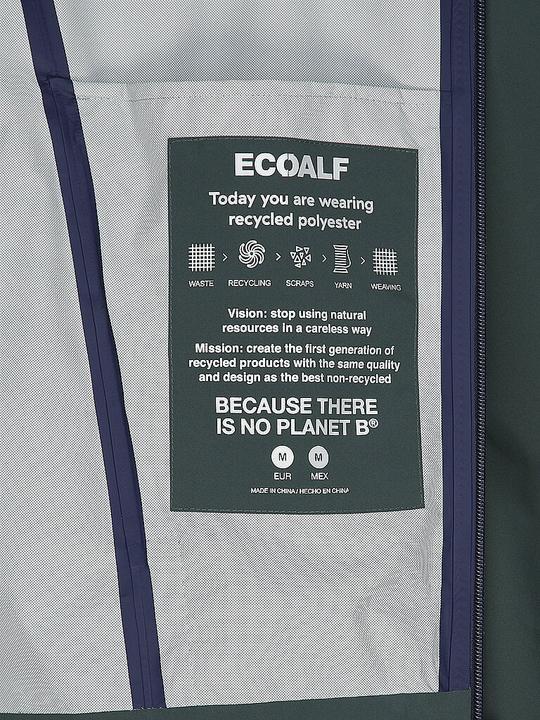 ECOALF
Today you are wearing
recycled polyester
WASTE > RECYCLING > SCRAPS > YARN > WEAVING
Vision: stop using natural
resources in a careless way
Mission: create the first generation of
recycled products with the same quality
and design as the best non-recycled
BECAUSE THERE
IS NO PLANET B®
M M
EUR MEX
MADE IN CHINA / HECHO EN CHINA